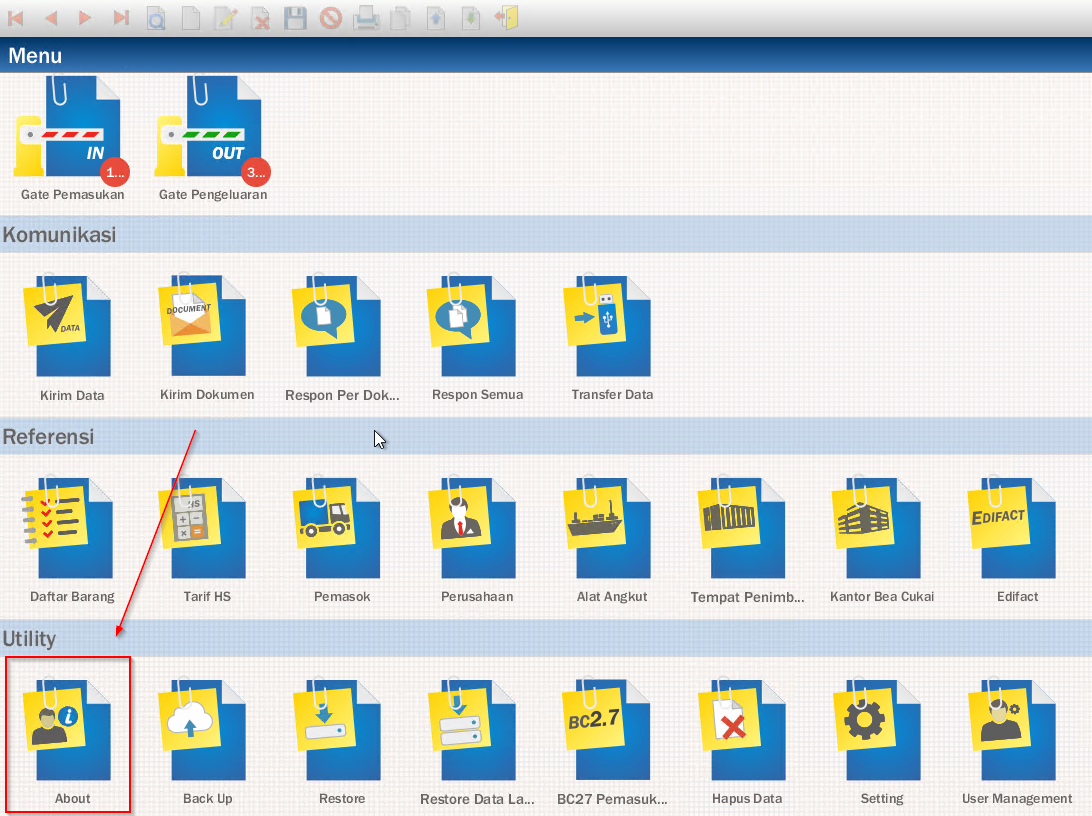 Menu
IN
1...
OUT
3...
Gate Pemasukan
Gate Pengeluaran
Komunikasi
DATA
DOCUMENT
Kirim Data
Kirim Dokumen
Respon Per Dok...
Respon Semua
Transfer Data
Referensi
HS
EDIFACT
Daftar Barang
Tarif HS
Pemasok
Perusahaan
Alat Angkut
Tempat Penimb...
Kantor Bea Cukai
Edifact
Utility
i
BC2.7
About
Back Up
Restore
Restore Data La...
BC27 Pemasuk...
Hapus Data
Setting
User Management